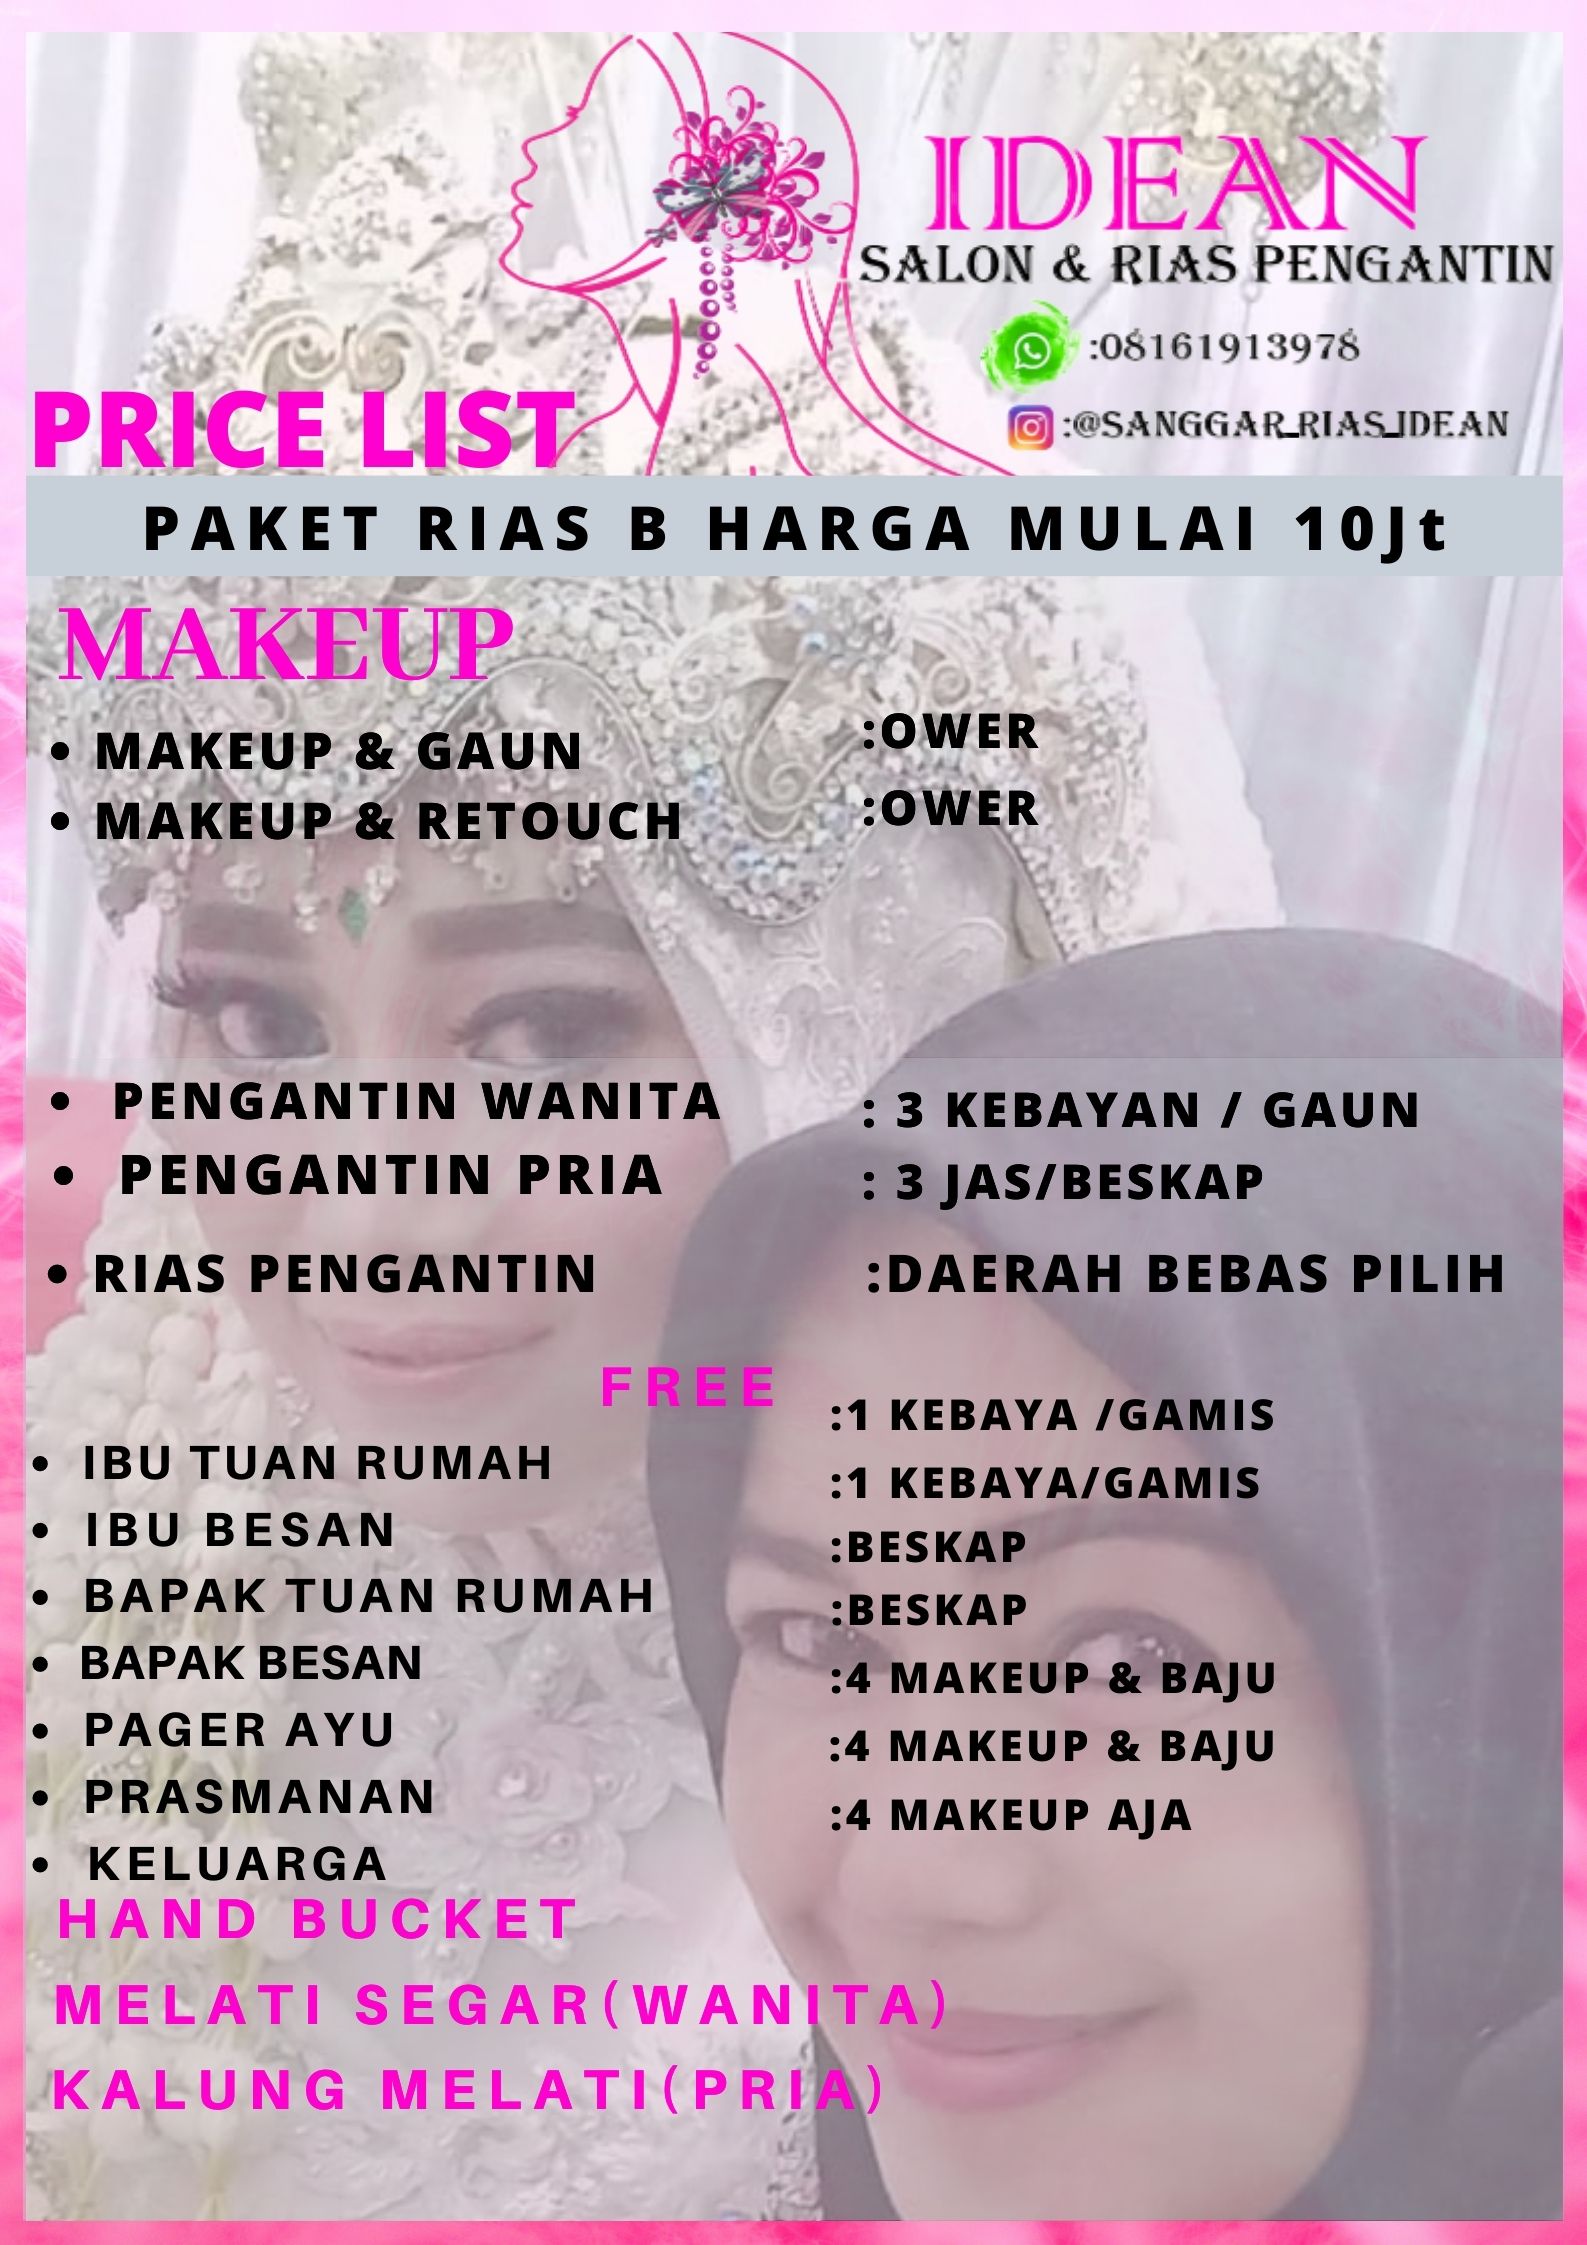 IDEAN
SALON & RIAS PENGANTIN
:08161913978
:@SANGGAR_RIAS_IDEAN
PRICE LIST
PAKET RIAS B HARGA MULAI 10Jt
MAKEUP
• MAKEUP & GAUN :OWER
• MAKEUP & RETOUCH :OWER
• PENGANTIN WANITA : 3 KEBAYAN / GAUN
• PENGANTIN PRIA : 3 JAS/BESKAP
• RIAS PENGANTIN :DAERAH BEBAS PILIH
FREE
• IBU TUAN RUMAH :1 KEBAYA /GAMIS
• IBU BESAN :1 KEBAYA/GAMIS
• BAPAK TUAN RUMAH :BESKAP
• BAPAK BESAN :BESKAP
• PAGER AYU :4 MAKEUP & BAJU
• PRASMANAN :4 MAKEUP & BAJU
• KELUARGA :4 MAKEUP AJA
HAND BUCKET
MELATI SEGAR(WANITA)
KALUNG MELATI(PRIA)